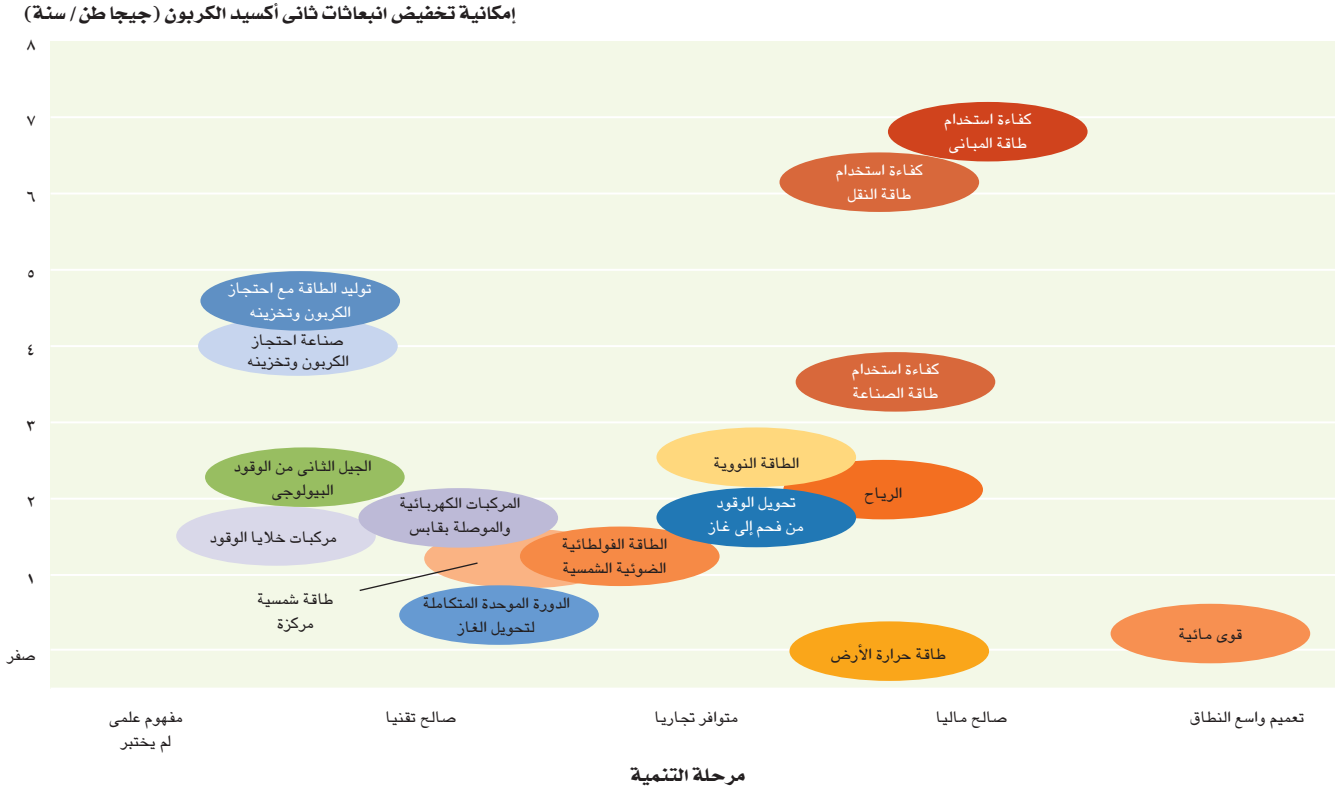 إمكانية تخفيض انبعاثات ثانى أكسيد الكربون (جيجا طن / سنة)
٨
٧
٦
٥
٤
٣
٢
١
صفر
كفاءة استخدام
طاقة المبانى
كفاءة استخدام
طاقة النقل
توليد الطاقة مع احتجاز
الكربون وتخزينه
صناعة احتجاز
الكربون وتخزينه
كفاءة استخدام
طاقة الصناعة
الطاقة النووية
الجيل الثانى من الوقود
البيولوجى
الرياح
تحويل الوقود
من فحم إلى غاز
المركبات الكهربائية
والموصلة بقابس
مركبات خلايا الوقود
الطاقة الفولطائية
الضوئية الشمسية
طاقة شمسية
مركزة
الدورة الموحدة المتكاملة
لتحويل الغاز
قوى مائية
طاقة حرارة الأرض
مفهوم علمى
لم يختبر
صالح تقنيا
متوافر تجاريا
صالح ماليا
تعميم واسع النطاق
مرحلة التنمية